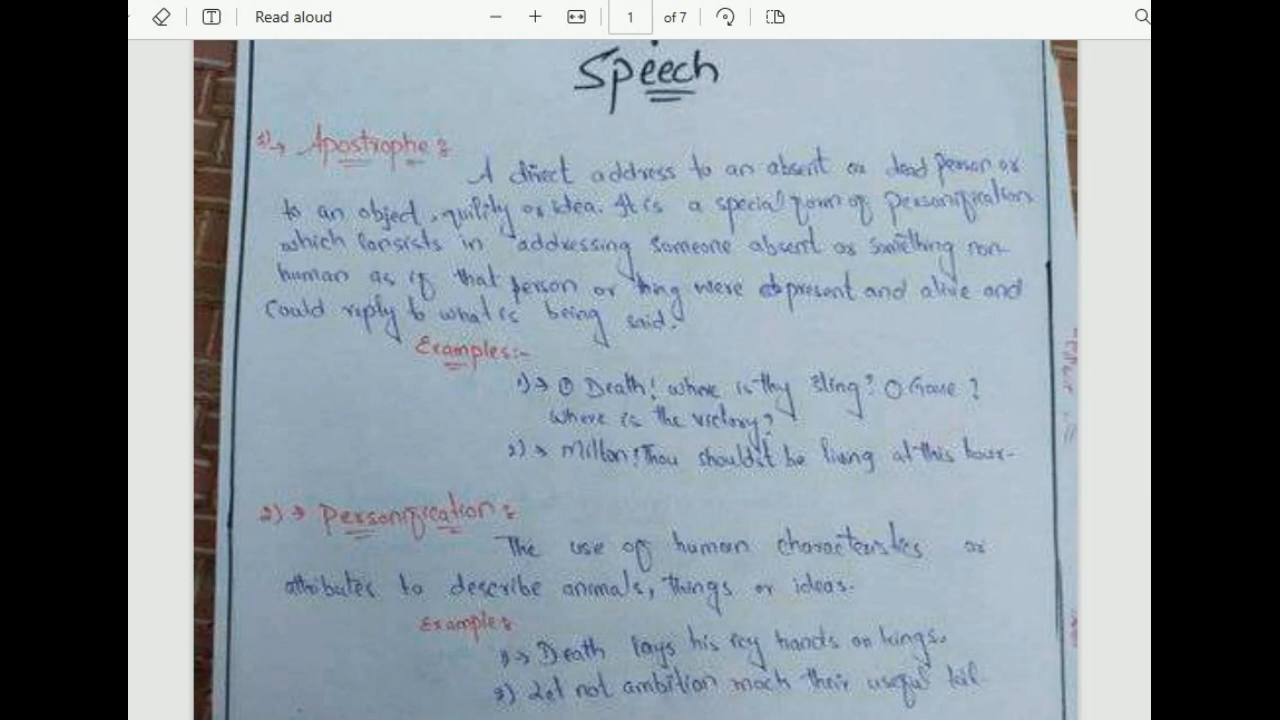 Read aloud
1 of 7
Speech
1)→ Apostrophe :
A direct address to an absent or dead person or
to an object, quility or idea. It is a special form of personification
which consists in addressing someone absent or something non-
human as if that person or thing were present and alive and
could reply to what is being said.
Examples:-
1)→ O Death! where is thy sting? O Grave?
Where is the victory?
2)→ Milton! Thou shouldst be living at this hour-
2)→ Personification :
The use of human characteristics or
attributes to describe animals, things or ideas.
Example :
1)→ Death lays his icy hands on kings.
2) Let not ambition mock their useful